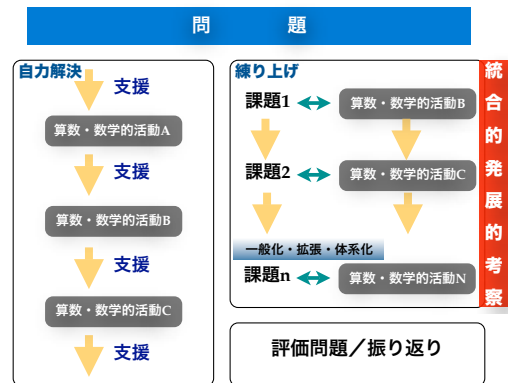 問 題
自力解決
支援
算数・数学的活動A
支援
算数・数学的活動B
支援
算数・数学的活動C
支援
練り上げ
課題1
算数・数学的活動B
課題2
算数・数学的活動C
一般化・拡張・体系化
課題n
算数・数学的活動N
統合的発展的考察
評価問題／振り返り